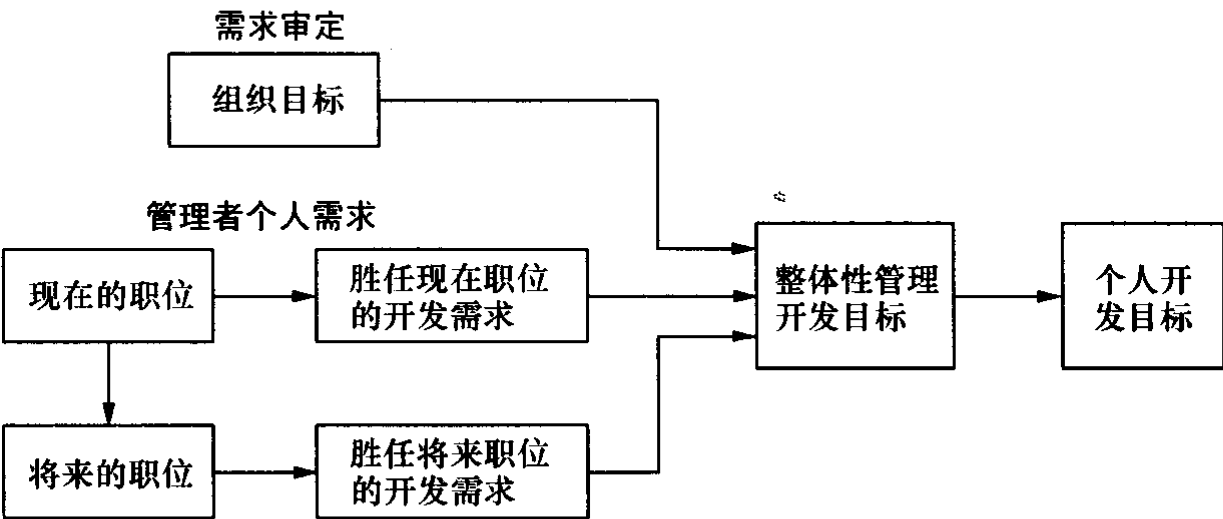 需求审定
组织目标
管理者个人需求
现在的职位
胜任现在职位
的开发需求
整体性管理
开发目标
个人开
发目标
将来的职位
胜任将来职位
的开发需求